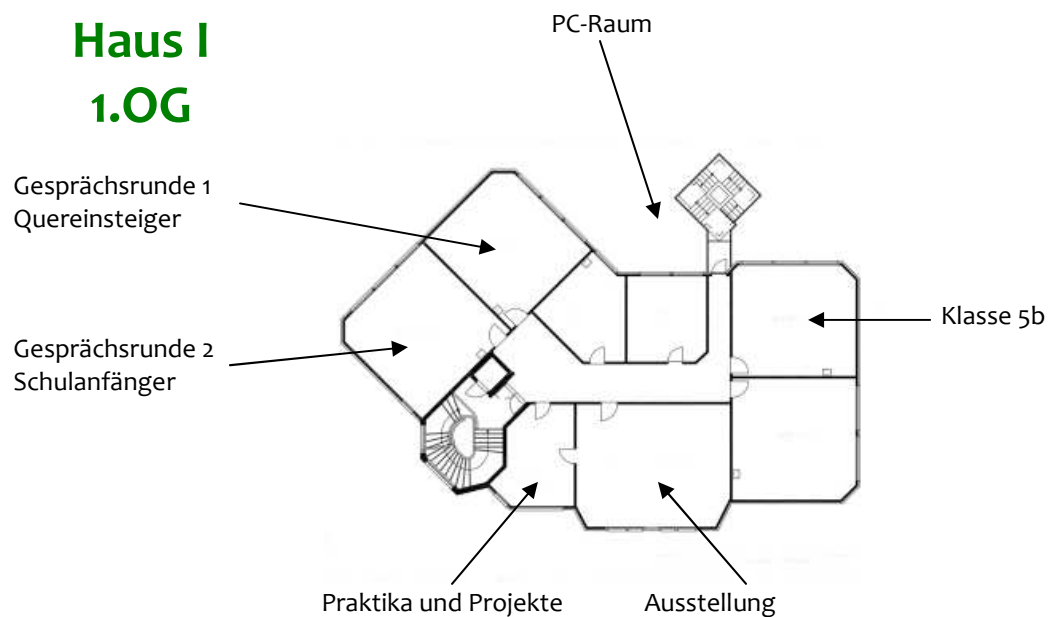 Haus I
1.OG
PC-Raum
Gesprächsrunde 1
Quereinsteiger
Gesprächsrunde 2
Schulanfänger
Klasse 5b
Praktika und Projekte
Ausstellung